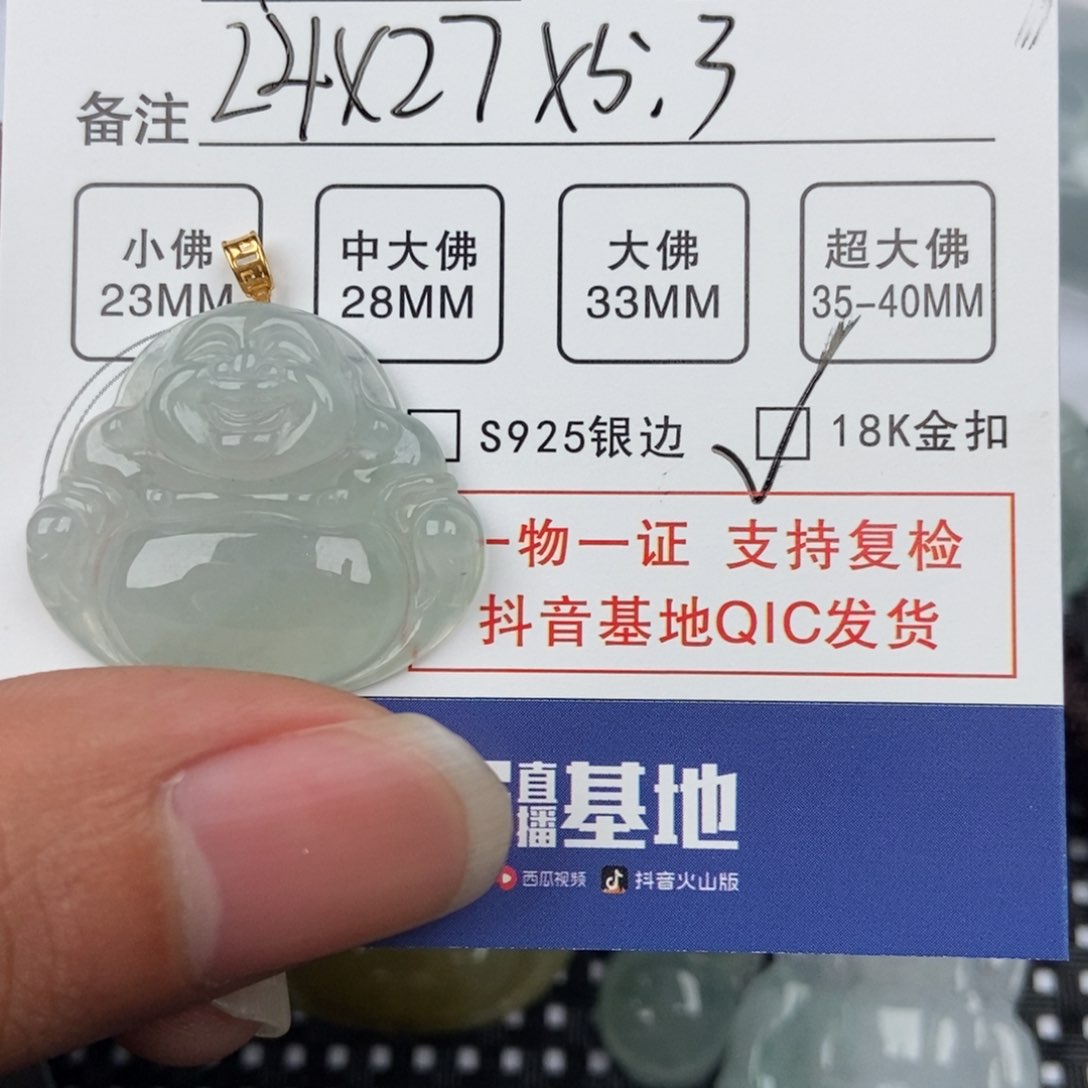 备注 24X27X5.3
小佛 中大佛 大佛 超大佛
23MM 28MM 33MM 35-40MM
S925银边 18K金扣
一物一证 支持复检
抖音基地QIC发货
直播基地
西瓜视频 抖音火山版